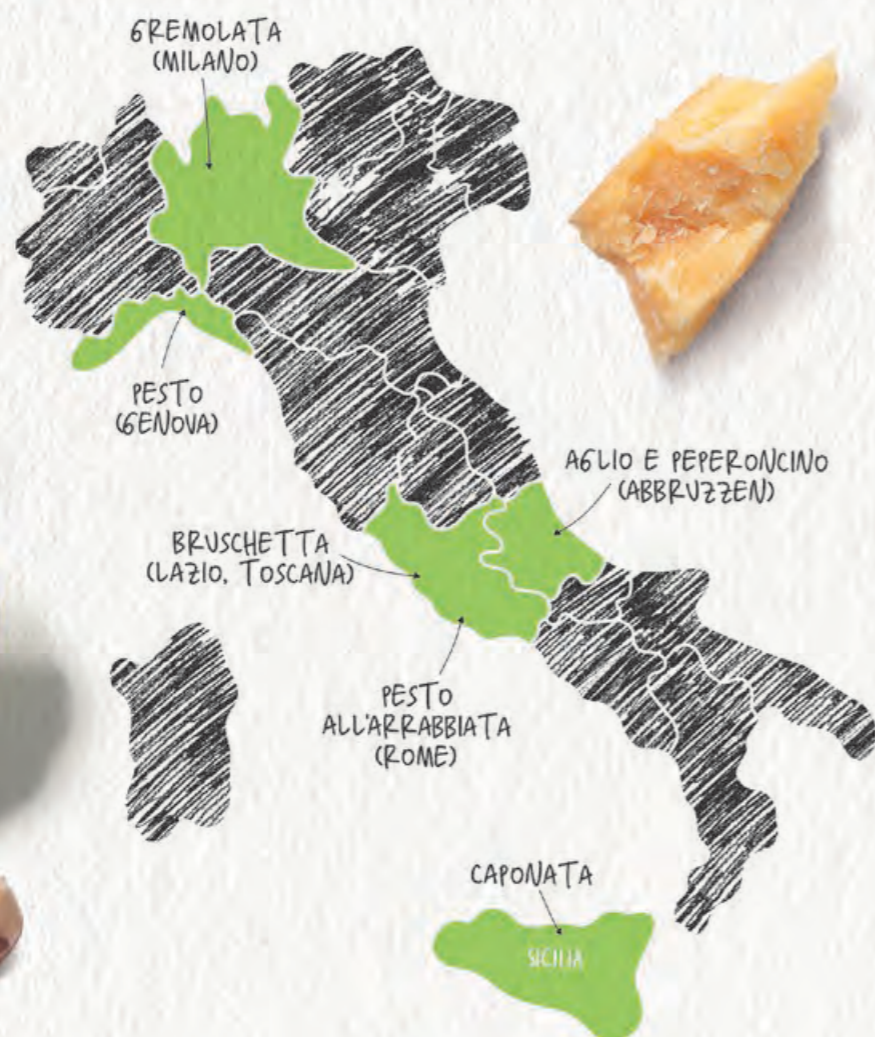 GREMOLATA
(MILANO)
PESTO
(GENOVA)
AGLIO E PEPERONCINO
(ABBRUZZEN)
BRUSCHETTA
(LAZIO, TOSCANA)
PESTO
ALL'ARRABBIATA
(ROME)
CAPONATA
SICILIA